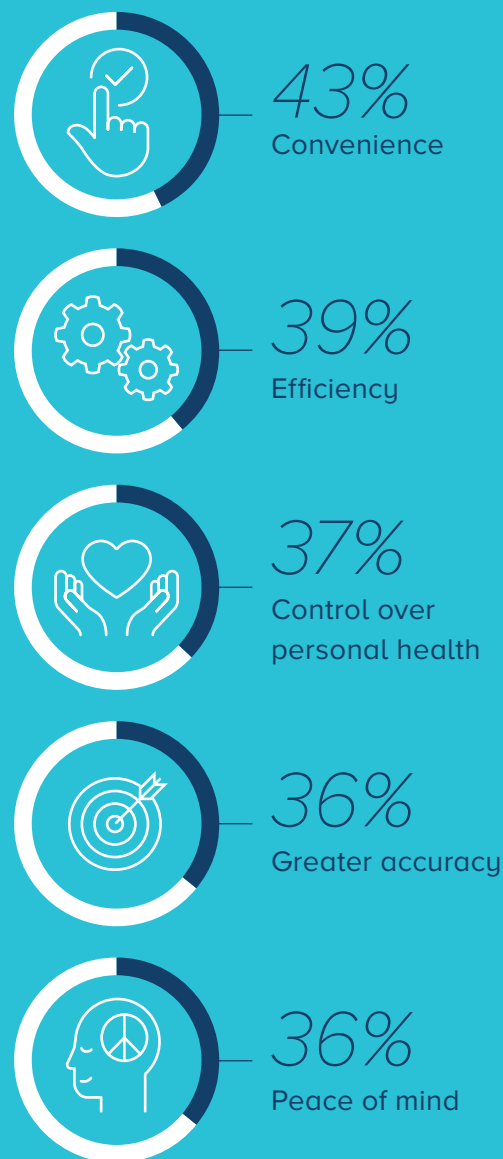 43%
Convenience
39%
Efficiency
37%
Control over
personal health
36%
Greater accuracy
36%
Peace of mind